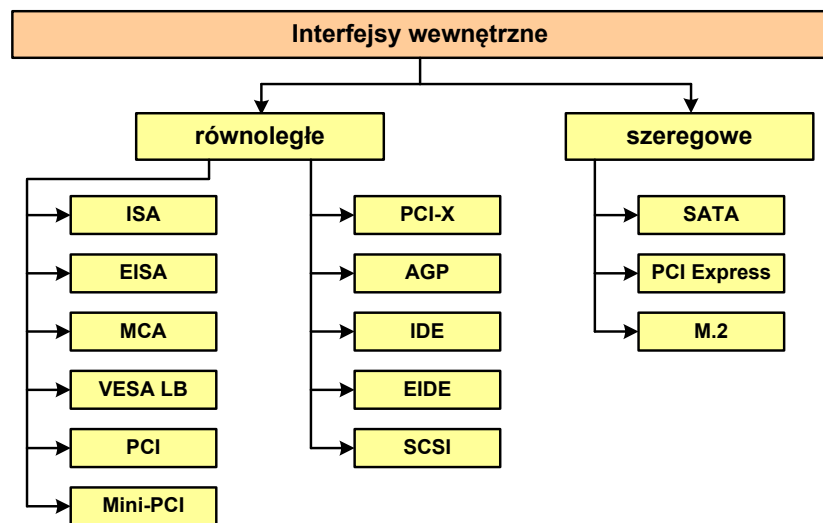 Interfejsy wewnętrzne
równoległe
szeregowe
ISA
EISA
MCA
VESA LB
PCI
Mini-PCI
PCI-X
AGP
IDE
EIDE
SCSI
SATA
PCI Express
M.2